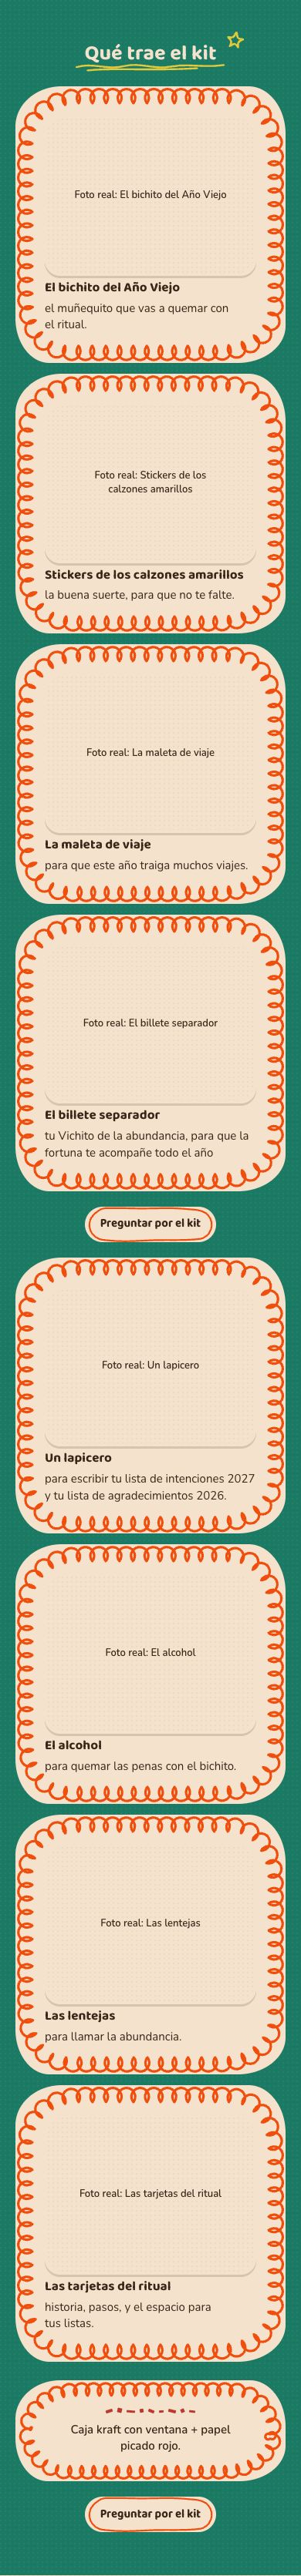 Qué trae el kit
Foto real: El bichito del Año Viejo
El bichito del Año Viejo
el muñequito que vas a quemar con
el ritual.
Foto real: Stickers de los
calzones amarillos
Stickers de los calzones amarillos
la buena suerte, para que no te falte.
Foto real: La maleta de viaje
La maleta de viaje
para que este año traiga muchos viajes.
Foto real: El billete separador
El billete separador
tu Vichito de la abundancia, para que la
fortuna te acompañe todo el año
Preguntar por el kit
Foto real: Un lapicero
Un lapicero
para escribir tu lista de intenciones 2027
y tu lista de agradecimientos 2026.
Foto real: El alcohol
El alcohol
para quemar las penas con el bichito.
Foto real: Las lentejas
Las lentejas
para llamar la abundancia.
Foto real: Las tarjetas del ritual
Las tarjetas del ritual
historia, pasos, y el espacio para
tus listas.
Caja kraft con ventana + papel
picado rojo.
Preguntar por el kit